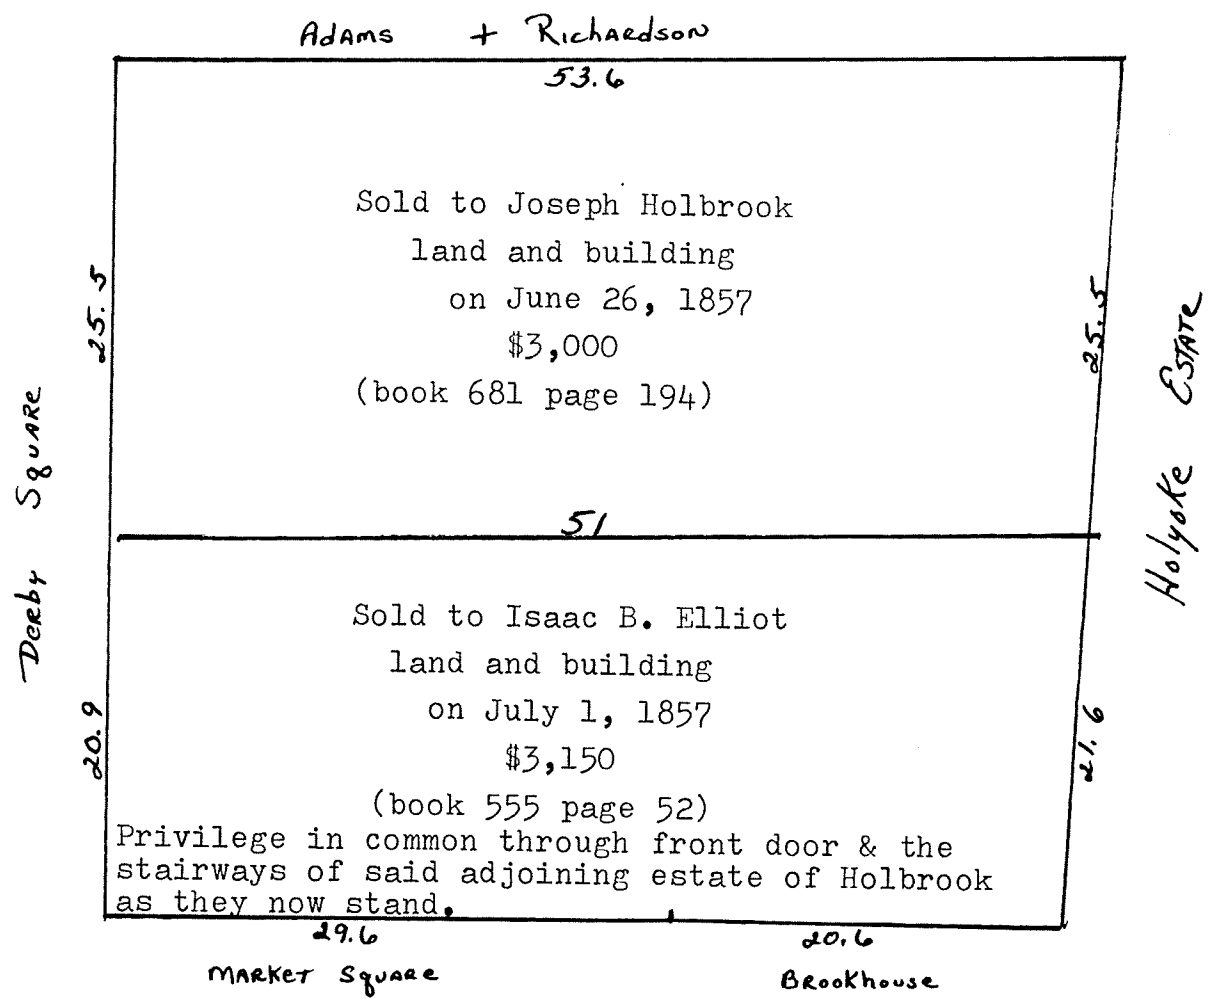 Adams + Richardson
53.6
Sold to Joseph Holbrook
land and building
on June 26, 1857
$3,000
(book 681 page 194)
25.5
25.5
Holyoke Estate
Derby Square
51
Sold to Isaac B. Elliot
land and building
on July 1, 1857
$3,150
(book 555 page 52)
20.9
21.6
Privilege in common through front door & the
stairways of said adjoining estate of Holbrook
as they now stand.
29.6
20.6
Market Square
Brookhouse